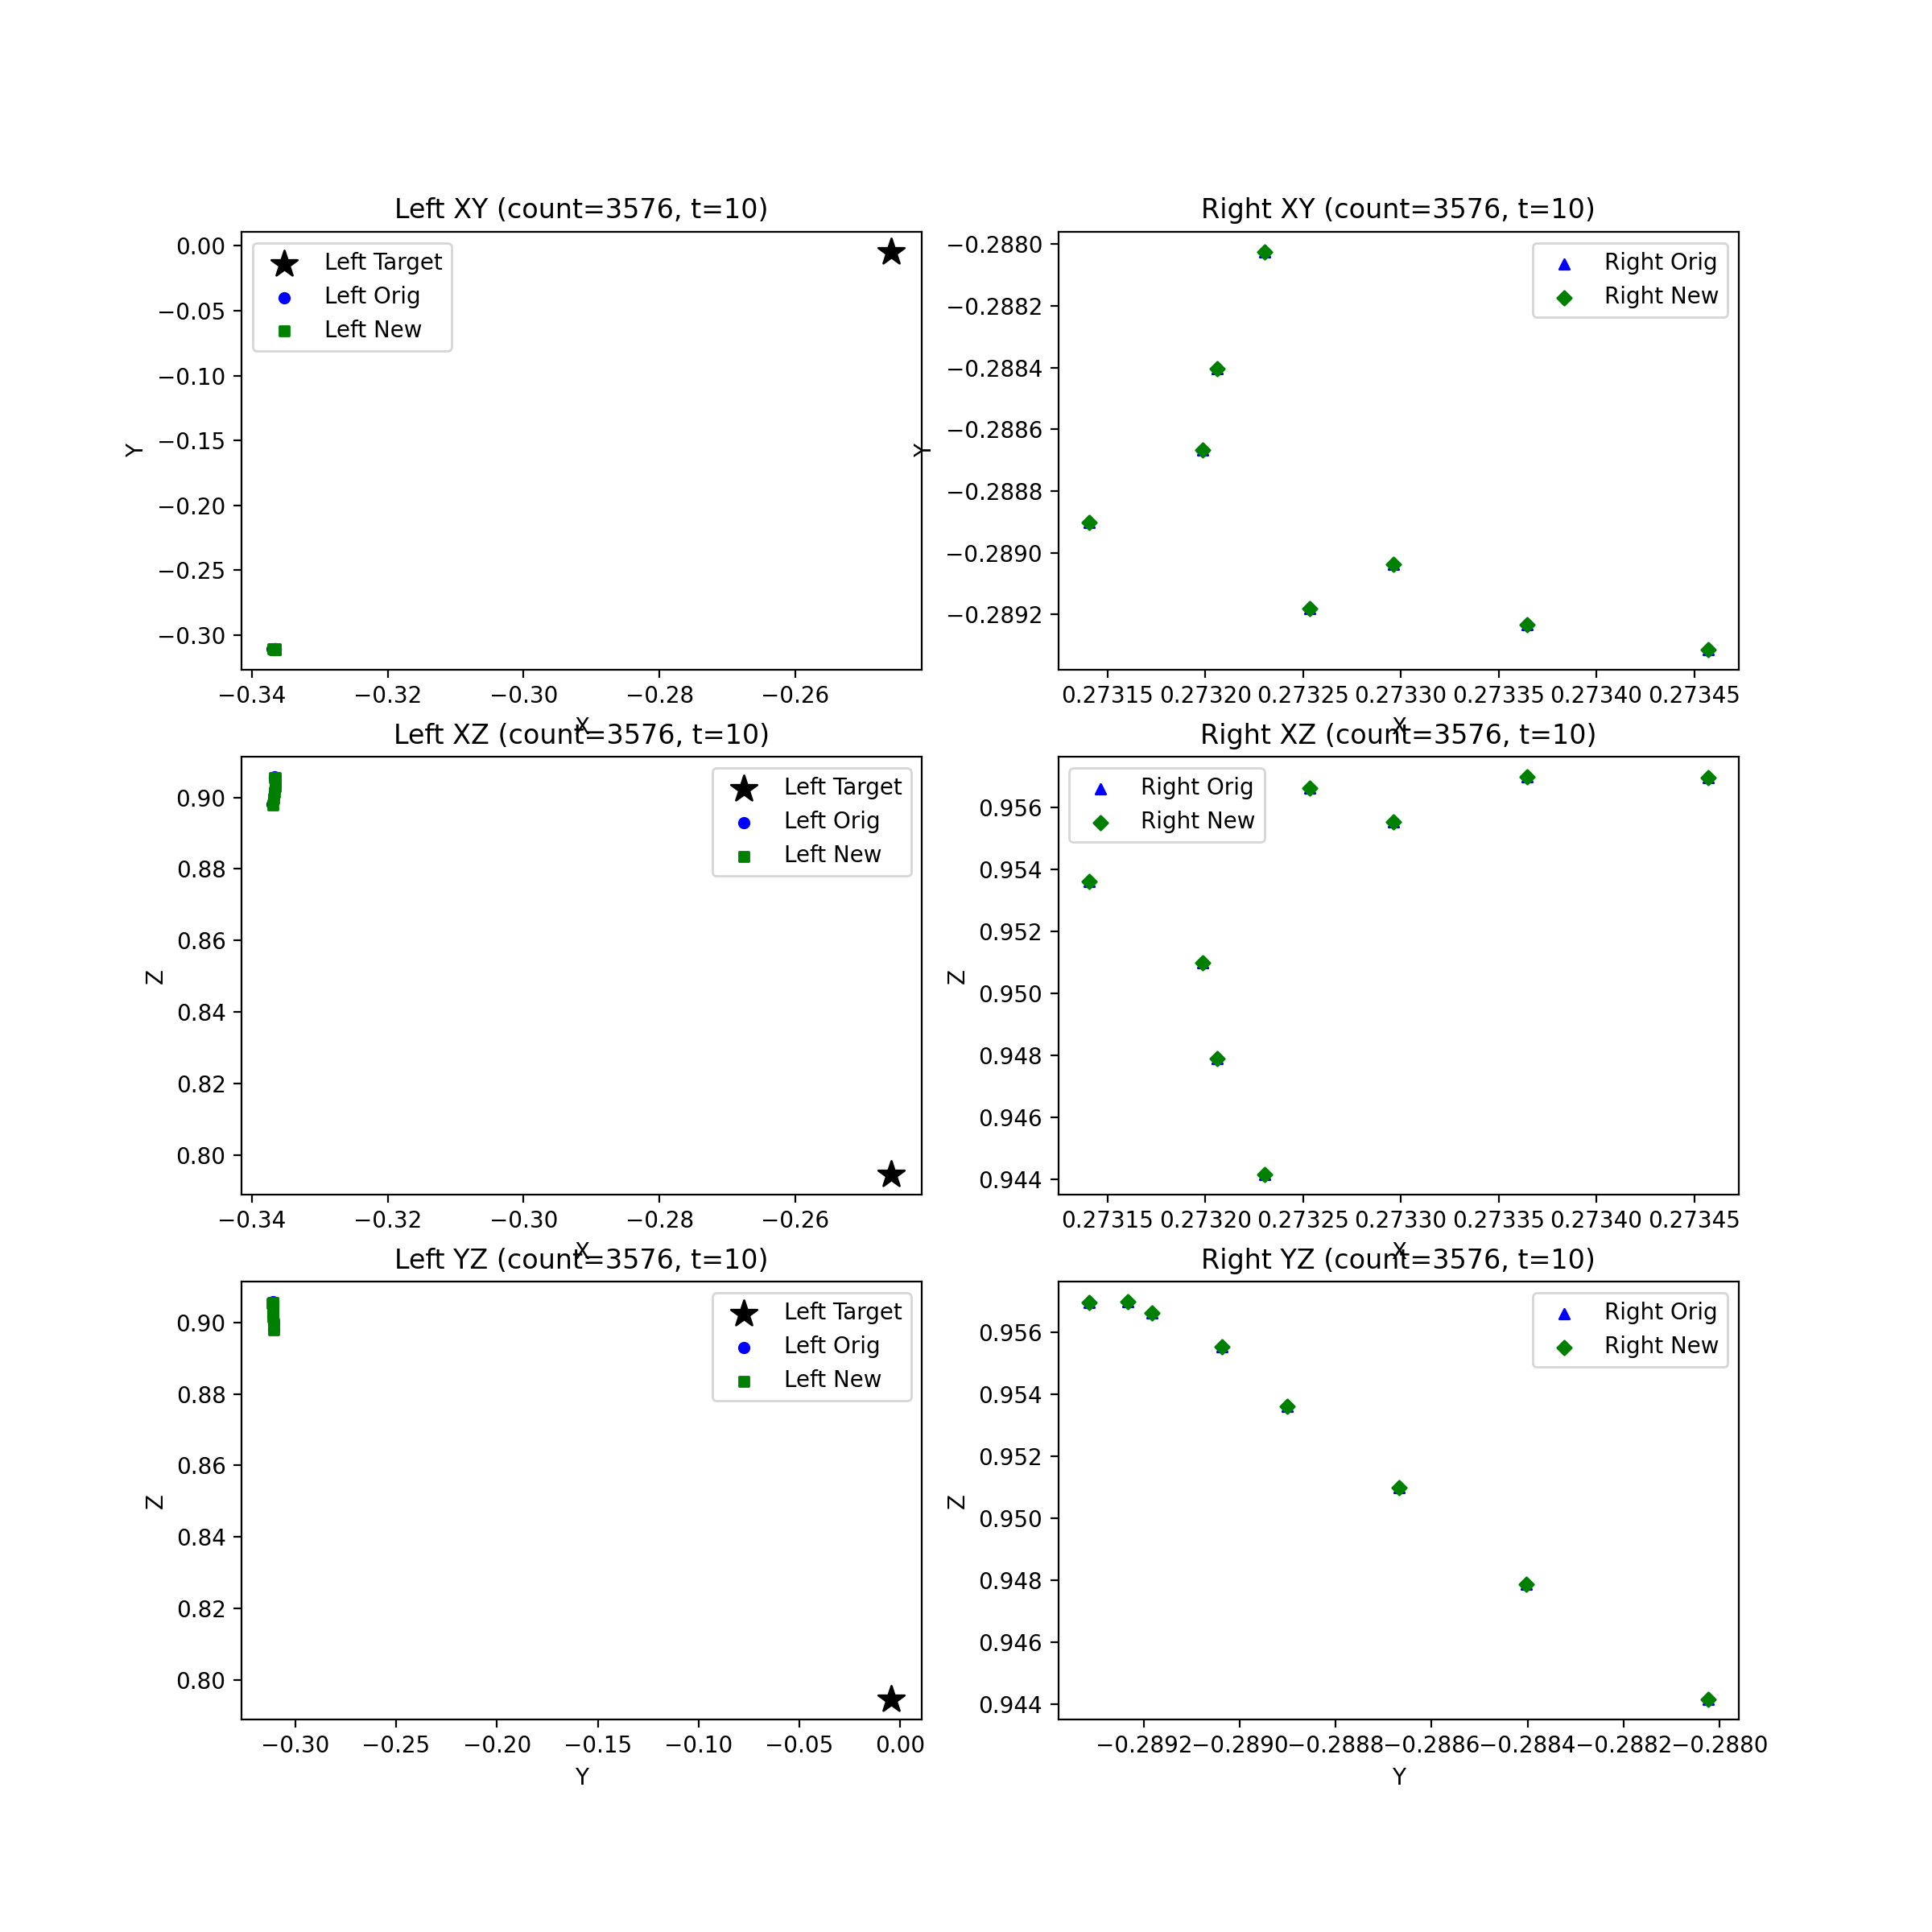 Left XY (count=3576, t=10)
Left Target
Left Orig
Left New
0.00
−0.05
−0.10
−0.15
−0.20
−0.25
−0.30
Y
−0.34
−0.32
−0.30
−0.28
−0.26
X
Right XY (count=3576, t=10)
Right Orig
Right New
−0.2880
−0.2882
−0.2884
−0.2886
−0.2888
−0.2890
−0.2892
Y
0.27315
0.27320
0.27325
0.27330
0.27335
0.27340
0.27345
X
Left XZ (count=3576, t=10)
Left Target
Left Orig
Left New
0.90
0.88
0.86
0.84
0.82
0.80
Z
−0.34
−0.32
−0.30
−0.28
−0.26
X
Right XZ (count=3576, t=10)
Right Orig
Right New
0.956
0.954
0.952
0.950
0.948
0.946
0.944
Z
0.27315
0.27320
0.27325
0.27330
0.27335
0.27340
0.27345
X
Left YZ (count=3576, t=10)
Left Target
Left Orig
Left New
0.90
0.88
0.86
0.84
0.82
0.80
Z
−0.30
−0.25
−0.20
−0.15
−0.10
−0.05
0.00
Y
Right YZ (count=3576, t=10)
Right Orig
Right New
0.956
0.954
0.952
0.950
0.948
0.946
0.944
Z
−0.2892
−0.2890
−0.2888
−0.2886
−0.2884
−0.2882
−0.2880
Y